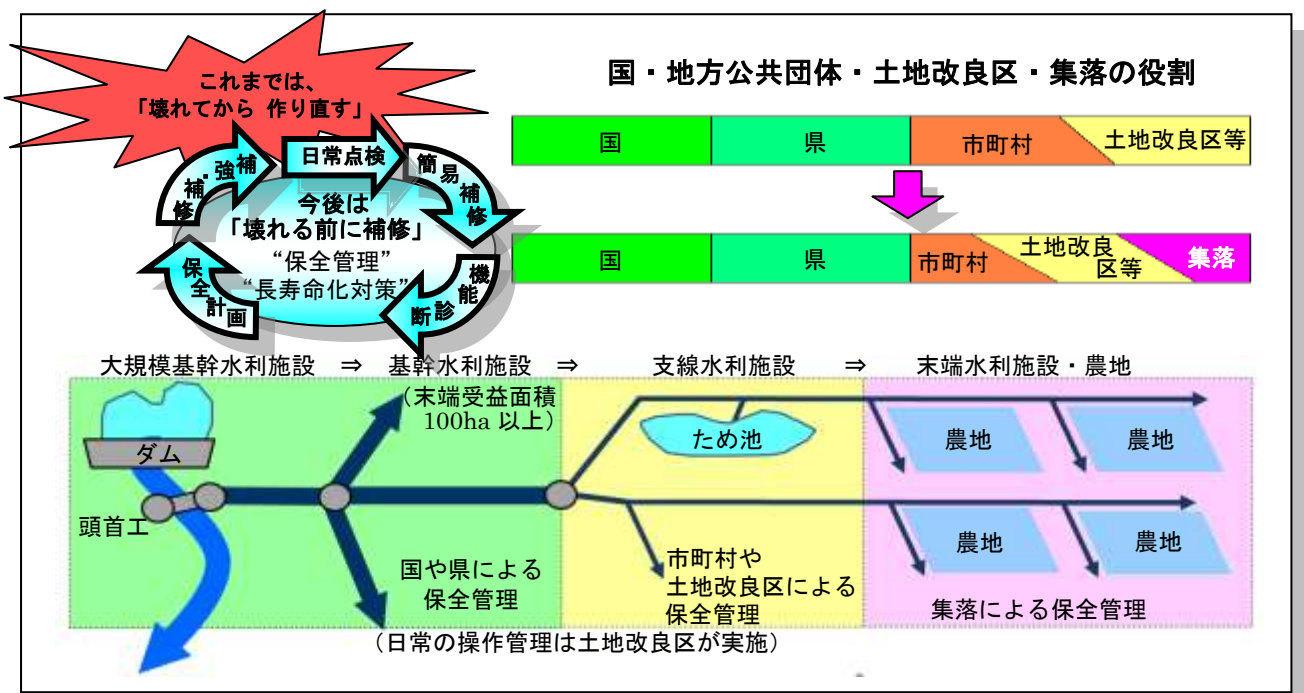 これまでは、
「壊れてから 作り直す」
日常点検
簡易補修
機能診断
保全計画
補修・補強
今後は
「壊れる前に補修」
“保全管理”
“長寿命化対策”
国・地方公共団体・土地改良区・集落の役割
国
県
市町村
土地改良区等
国
県
市町村
土地改良
区等
集落
大規模基幹水利施設 ⇒ 基幹水利施設 ⇒ 支線水利施設 ⇒ 末端水利施設・農地
（末端受益面積
100ha 以上）
ダム
頭首工
国や県による
保全管理
（日常の操作管理は土地改良区が実施）
ため池
市町村や
土地改良区による
保全管理
農地
農地
農地
農地
集落による保全管理